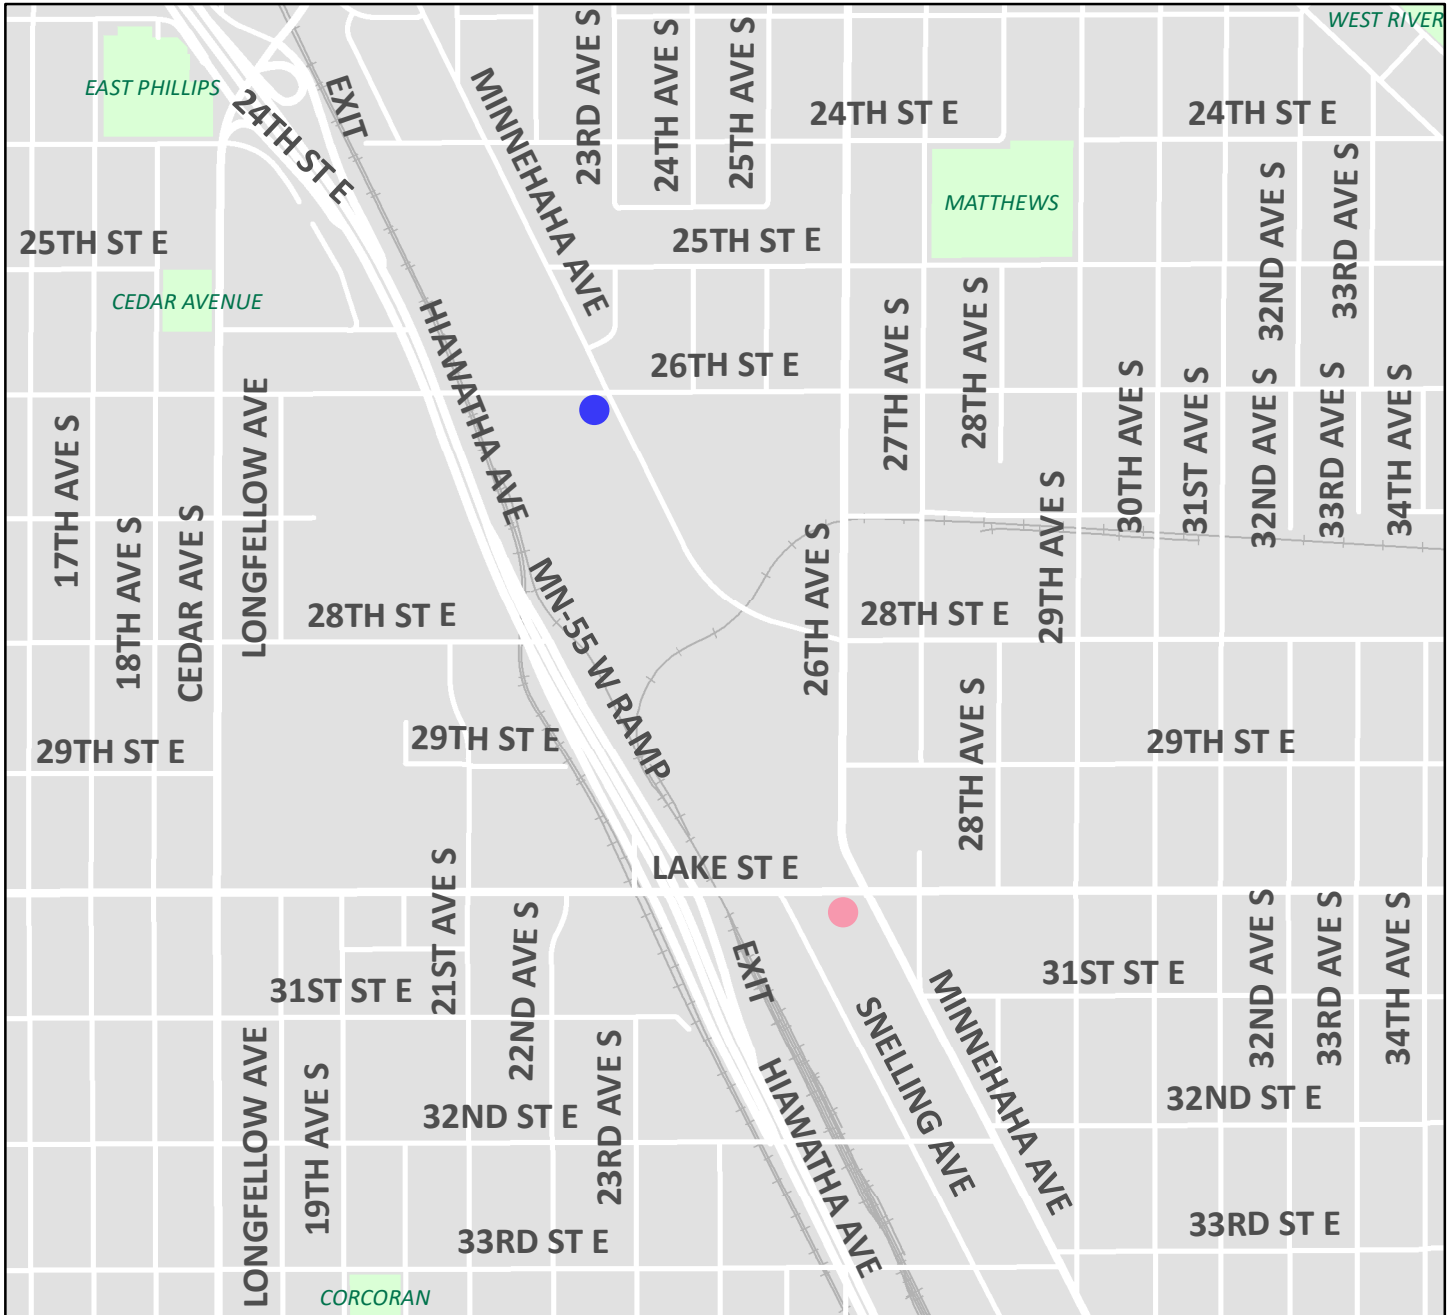 WEST RIVER
EAST PHILLIPS
EXIT
24TH ST E
MINNEHAHA AVE
23RD AVE S
24TH AVE S
25TH AVE S
24TH ST E
24TH ST E
MATTHEWS
32ND AVE S
33RD AVE S
25TH ST E
25TH ST E
CEDAR AVENUE
HIAWATHA AVE
26TH ST E
27TH AVE S
28TH AVE S
30TH AVE S
31ST AVE S
32ND AVE S
33RD AVE S
34TH AVE S
17TH AVE S
18TH AVE S
CEDAR AVE S
LONGFELLOW AVE
28TH ST E
MN-55 W RAMP
26TH AVE S
28TH ST E
29TH AVE S
29TH ST E
29TH ST E
28TH AVE S
29TH ST E
LAKE ST E
21ST AVE S
22ND AVE S
31ST ST E
EXIT
31ST ST E
32ND AVE S
33RD AVE S
34TH AVE S
SNELLING AVE
MINNEHAHA AVE
LONGFELLOW AVE
19TH AVE S
32ND ST E
23RD AVE S
HIAWATHA AVE
32ND ST E
33RD ST E
33RD ST E
CORCORAN